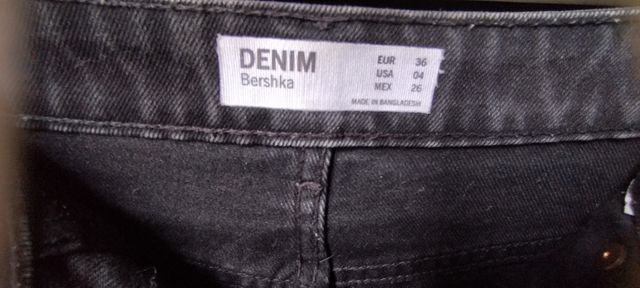 DENIM
Bershka
EUR 36
USA 04
MEX 26
MADE IN BANGLADESH